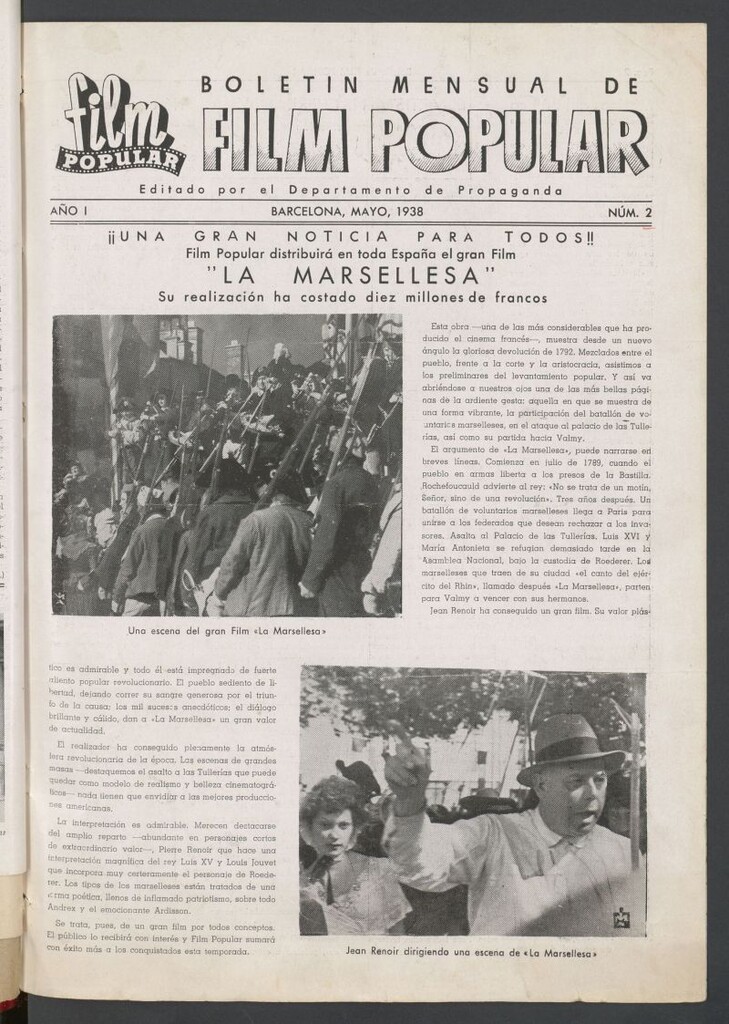 film
POPULAR
BOLETIN MENSUAL DE
FILM POPULAR
Editado por el Departamento de Propaganda
AÑO I
BARCELONA, MAYO, 1938
NÚM. 2
¡¡UNA GRAN NOTICIA PARA TODOS!!
Film Popular distribuirá en toda España el gran Film
"LA MARSELLESA"
Su realización ha costado diez millones de francos
Esta obra —una de las más considerables que ha pro-
ducido el cinema francés—, muestra desde un nuevo
ángulo la gloriosa devolución de 1792. Mezclados entre el
pueblo, frente a la corte y la aristocracia, asistimos a
los preliminares del levantamiento popular. Y así va
abriéndose a nuestros ojos una de las más bellas pági-
nas de la ardiente gesta: aquella en que se muestra de
una forma vibrante, la participación del batallón de vo-
luntarios marselleses, en el ataque al palacio de las Tulle-
rías, así como su partida hacia Valmy.
El argumento de «La Marsellesa», puede narrarse en
breves líneas. Comienza en julio de 1789, cuando el
pueblo en armas liberta a los presos de la Bastilla.
Rochefoucauld advierte al rey: «No se trata de un motín,
Señor, sino de una revolución». Tres años después. Un
batallón de voluntarios marselleses llega a París para
unirse a los federados que desean rechazar a los inva-
sores. Asalto al Palacio de las Tullerías. Luis XVI y
María Antonieta se refugian demasiado tarde en la
Asamblea Nacional, bajo la custodia de Roederer. Los
marselleses que traen de su ciudad «el canto del ejér-
cito del Rhin», llamado después «La Marsellesa», parten
para Valmy a vencer con sus hermanos.
Jean Renoir ha conseguido un gran film. Su valor plás-
Una escena del gran Film «La Marsellesa»
tico es admirable y todo él está impregnado de fuerte
aliento popular revolucionario. El pueblo sediento de li-
bertad, dejando correr su sangre generosa por el triun-
fo de la causa; los mil sucesos anecdóticos; el diálogo
brillante y cálido, dan a «La Marsellesa» un gran valor
de actualidad.
El realizador ha conseguido plenamente la atmós-
fera revolucionaria de la época. Las escenas de grandes
masas —destaquemos el asalto a las Tullerías que puede
quedar como modelo de realismo y belleza cinematográ-
ficos— nada tienen que envidiar a las mejores produccio-
nes americanas.
La interpretación es admirable. Merecen destacarse
del amplio reparto —abundante en personajes cortos
de extraordinario valor—, Pierre Renoir que hace una
interpretación magnífica del rey Luis XV y Louis Jouvet
que incorpora muy certeramente el personaje de Roede-
rer. Los tipos de los marselleses están tratados de una
forma poética, llenos de inflamado patriotismo, sobre todo
Andrex y el emocionante Ardisson.
Se trata, pues, de un gran film por todos conceptos.
El público lo recibirá con interés y Film Popular sumará
con éxito más a los conquistados esta temporada.
Jean Renoir dirigiendo una escena de «La Marsellesa»